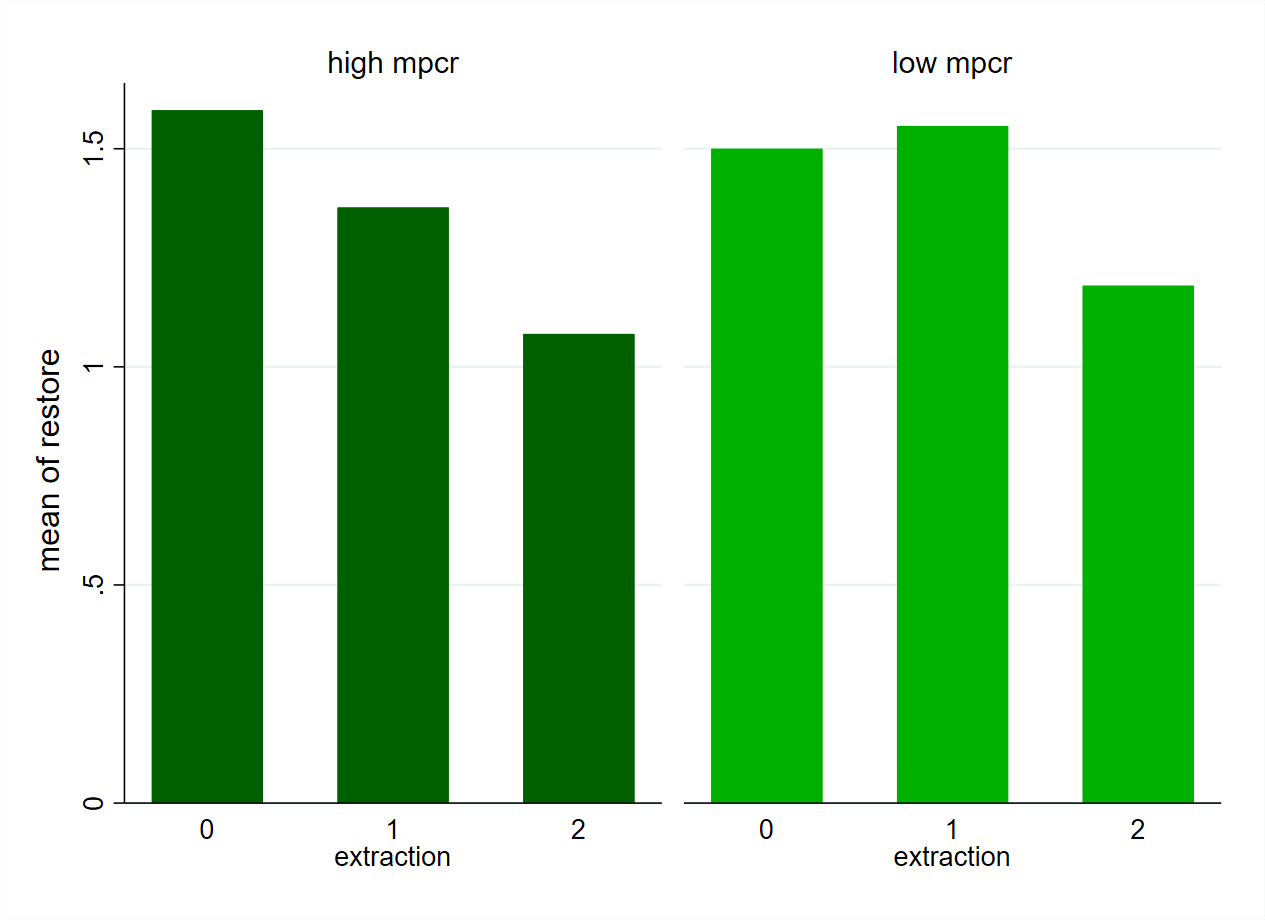 high mpcr
low mpcr
mean of restore
1.5
1
.5
0
0 1 2
extraction
0 1 2
extraction